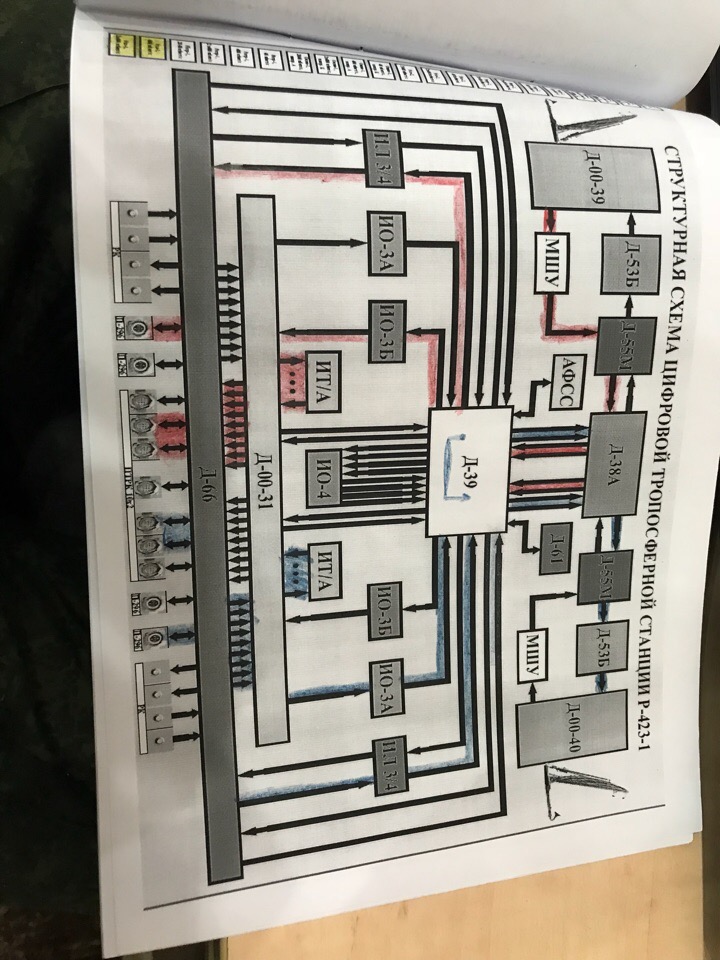 СТРУКТУРНАЯ СХЕМА ЦИФРОВОЙ ТРОПОСФЕРНОЙ СТАНЦИИ Р-423-1
Д-00-39
Д-53Б
Д-55М
Д-38А
Д-55М
Д-53Б
Д-00-40
МШУ
АФСС
Д-61
МШУ
Д-39
ИЛ 3/4
ИО-3А
ИО-3Б
ИО-3Б
ИО-3А
ИЛ 3/4
ИТ/А
ИО-4
ИТ/А
Д-00-31
Д-66
РК
П-296
П-296
ПТРК 10х2
П-296
П-296
РК